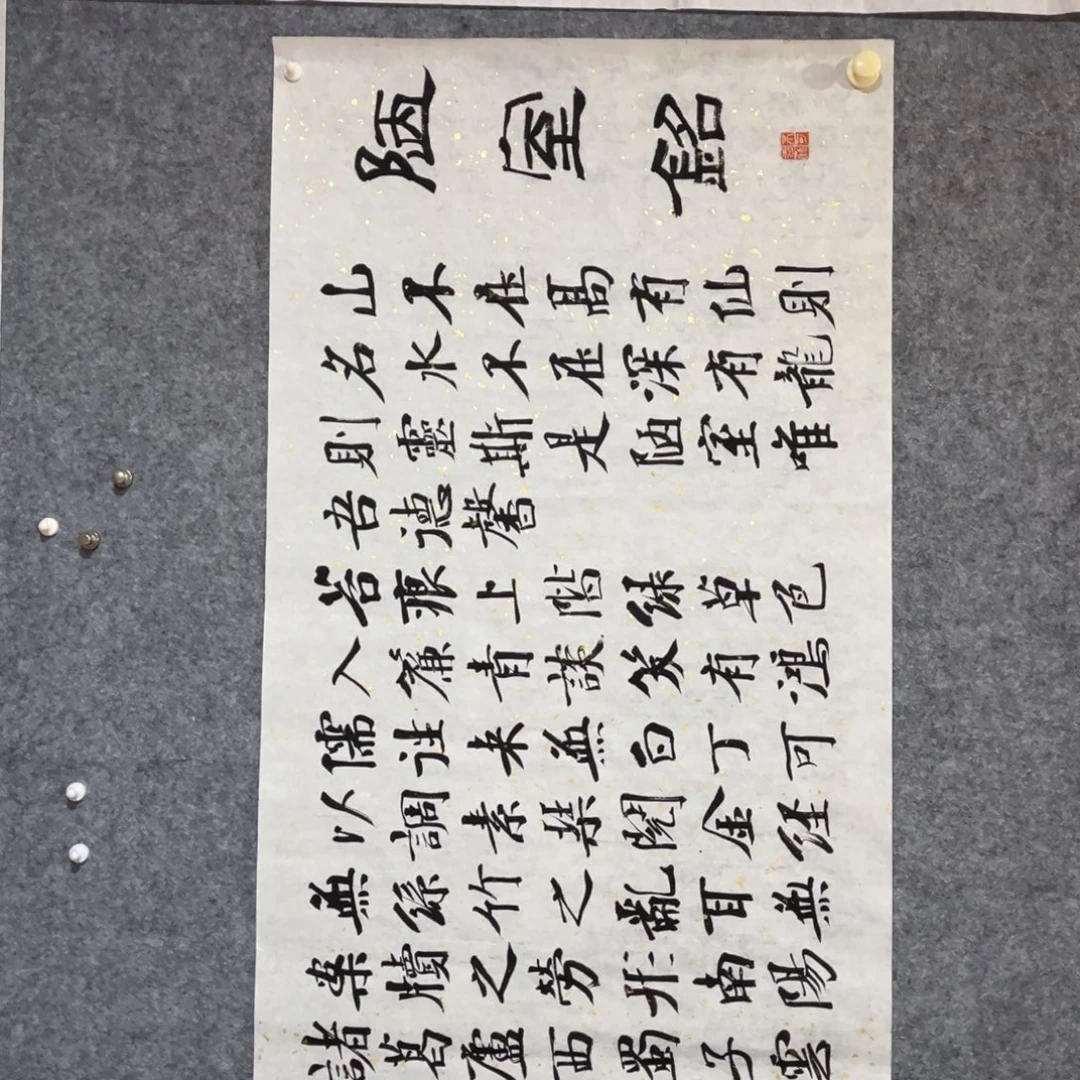 陋室銘
山不在高有仙則
名水不在深有龍
則靈斯是陋室唯
吾德馨
苔痕上階綠草色
入簾青談笑有鴻
儒往来無白丁可
以調素琴閱金經
無絲竹之亂耳無
案牘之勞形南陽
諸葛廬西蜀子雲